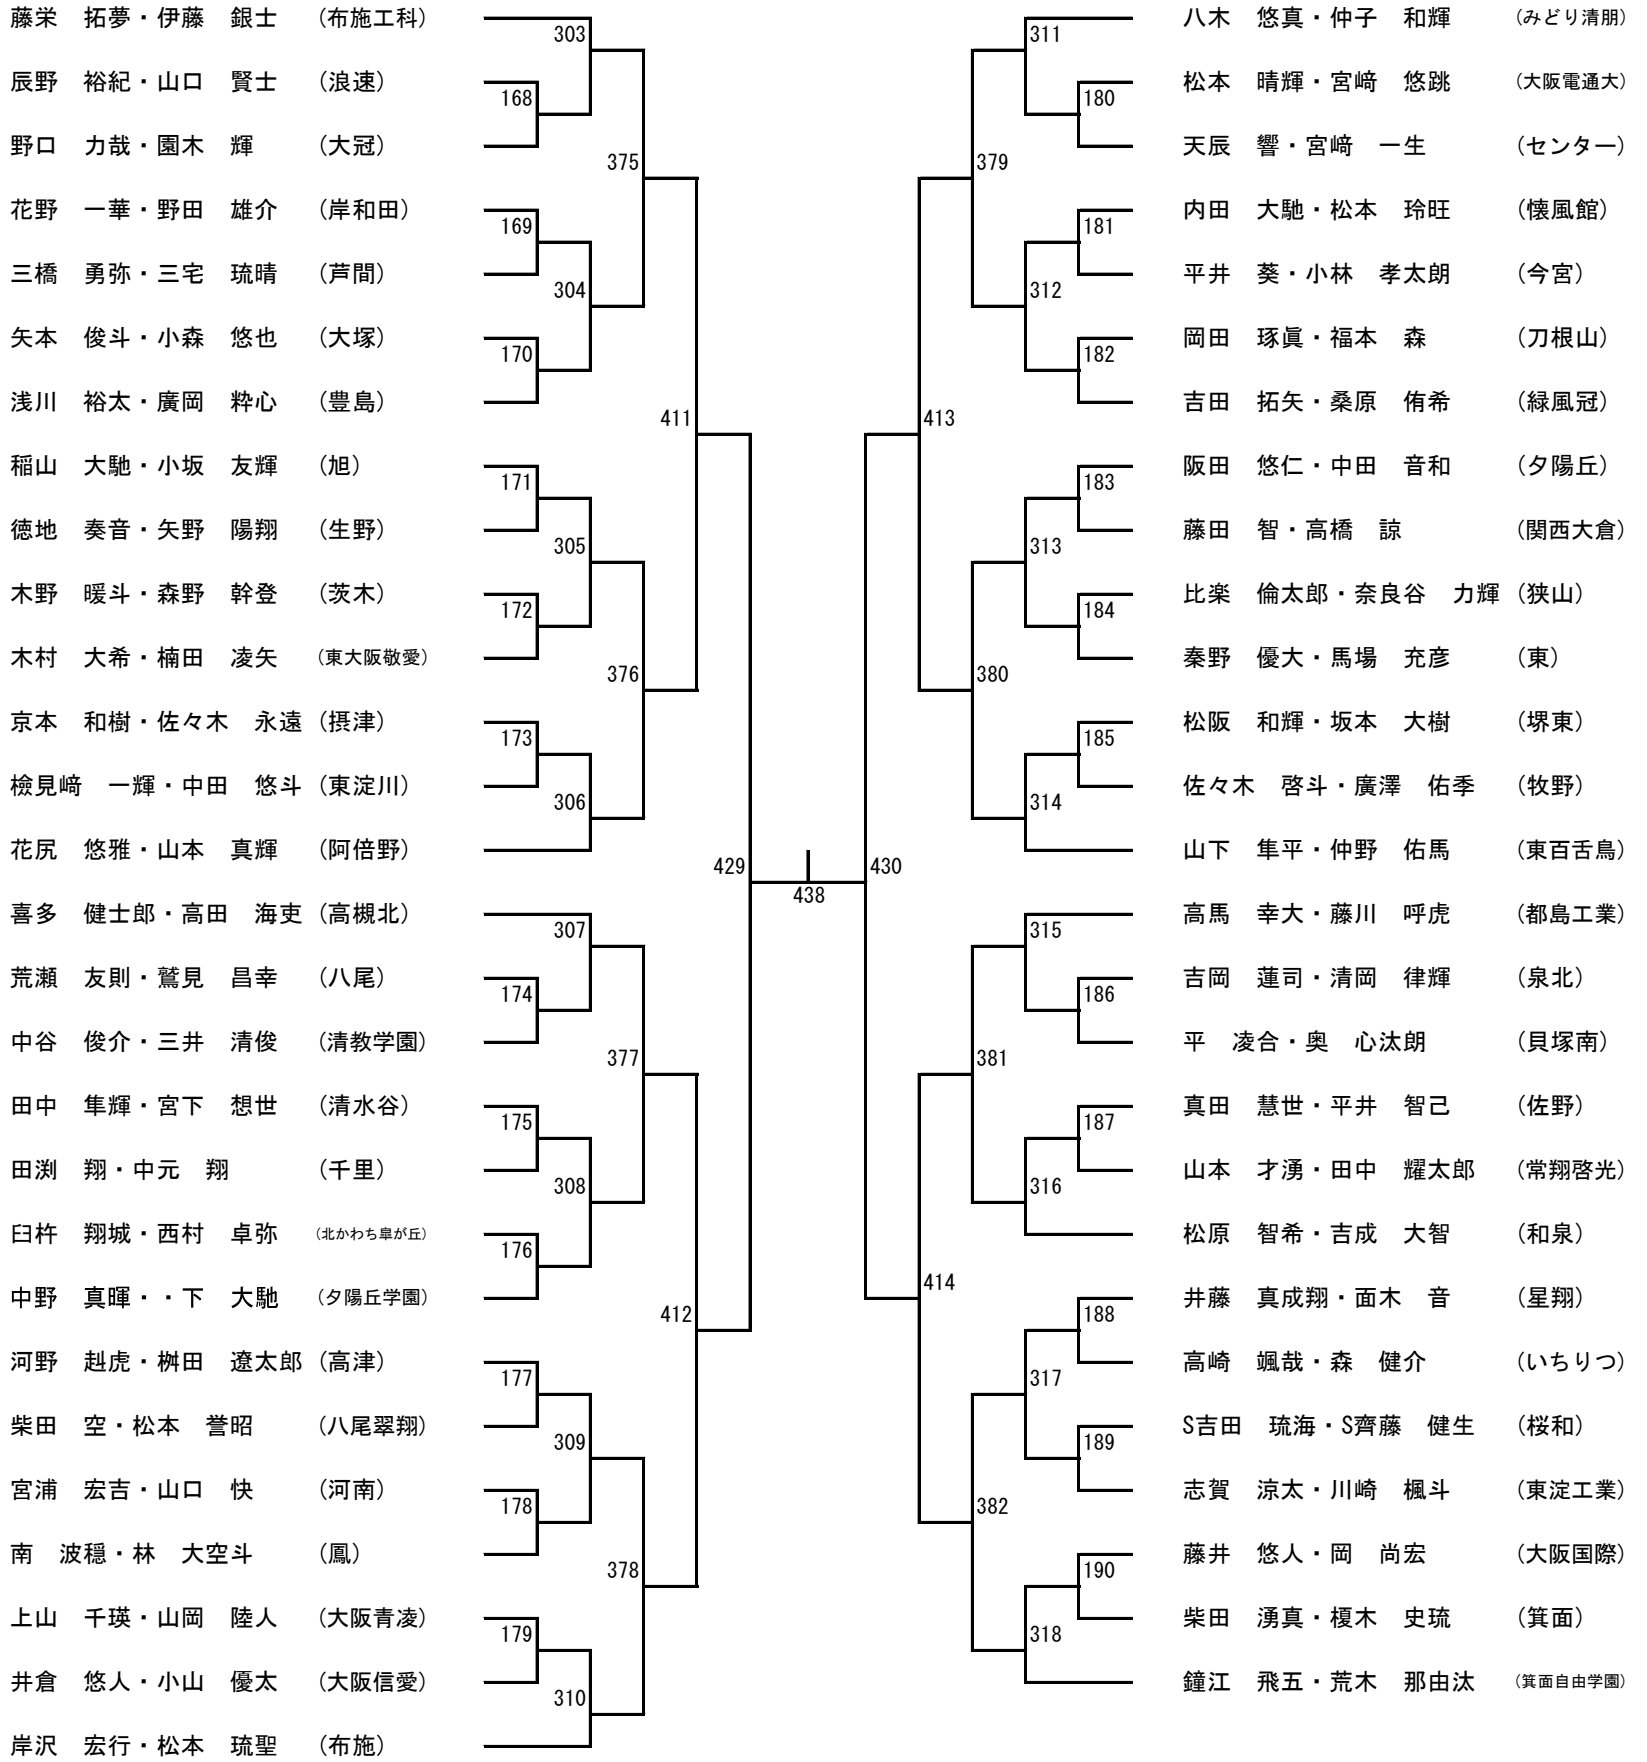 藤栄　拓夢・伊藤　銀士　(布施工科)
303
辰野　裕紀・山口　賢士　(浪速)
168
野口　力哉・園木　輝　(大冠)
375
花野　一華・野田　雄介　(岸和田)
169
三橋　勇弥・三宅　琉晴　(芦間)
304
矢本　俊斗・小森　悠也　(大塚)
170
浅川　裕太・廣岡　粋心　(豊島)
411
稲山　大馳・小坂　友輝　(旭)
171
徳地　奏音・矢野　陽翔　(生野)
305
木野　暖斗・森野　幹登　(茨木)
172
木村　大希・楠田　凌矢　(東大阪敬愛)
376
京本　和樹・佐々木　永遠　(摂津)
173
檢見﨑　一輝・中田　悠斗　(東淀川)
306
花尻　悠雅・山本　真輝　(阿倍野)
429
喜多　健士郎・高田　海吏　(高槻北)
307
荒瀬　友則・鷲見　昌幸　(八尾)
174
中谷　俊介・三井　清俊　(清教学園)
377
田中　隼輝・宮下　想世　(清水谷)
175
田渕　翔・中元　翔　(千里)
308
臼杵　翔城・西村　卓弥　(北かわち皐が丘)
176
中野　真暉・・下　大馳　(夕陽丘学園)
412
河野　赳虎・桝田　遼太郎　(高津)
177
柴田　空・松本　誉昭　(八尾翠翔)
309
宮浦　宏吉・山口　快　(河南)
178
南　波穏・林　大空斗　(鳳)
378
上山　千瑛・山岡　陸人　(大阪青凌)
179
井倉　悠人・小山　優太　(大阪信愛)
310
岸沢　宏行・松本　琉聖　(布施)
438
八木　悠真・仲子　和輝　(みどり清朋)
311
松本　晴輝・宮﨑　悠跳　(大阪電通大)
180
天辰　響・宮﨑　一生　(センター)
379
内田　大馳・松本　玲旺　(懐風館)
181
平井　葵・小林　孝太朗　(今宮)
312
岡田　琢眞・福本　森　(刀根山)
182
吉田　拓矢・桑原　侑希　(緑風冠)
413
阪田　悠仁・中田　音和　(夕陽丘)
183
藤田　智・高橋　諒　(関西大倉)
313
比楽　倫太郎・奈良谷　力輝　(狭山)
184
秦野　優大・馬場　充彦　(東)
380
松阪　和輝・坂本　大樹　(堺東)
185
佐々木　啓斗・廣澤　佑季　(牧野)
314
山下　隼平・仲野　佑馬　(東百舌鳥)
430
高馬　幸大・藤川　呼虎　(都島工業)
315
吉岡　蓮司・清岡　律輝　(泉北)
186
平　凌合・奥　心汰朗　(貝塚南)
381
真田　慧世・平井　智己　(佐野)
187
山本　才湧・田中　耀太郎　(常翔啓光)
316
松原　智希・吉成　大智　(和泉)
414
井藤　真成翔・面木　音　(星翔)
188
高崎　颯哉・森　健介　(いちりつ)
317
S吉田　琉海・S齊藤　健生　(桜和)
189
志賀　涼太・川崎　楓斗　(東淀工業)
382
藤井　悠人・岡　尚宏　(大阪国際)
190
柴田　湧真・榎木　史琉　(箕面)
318
鐘江　飛五・荒木　那由汰　(箕面自由学園)